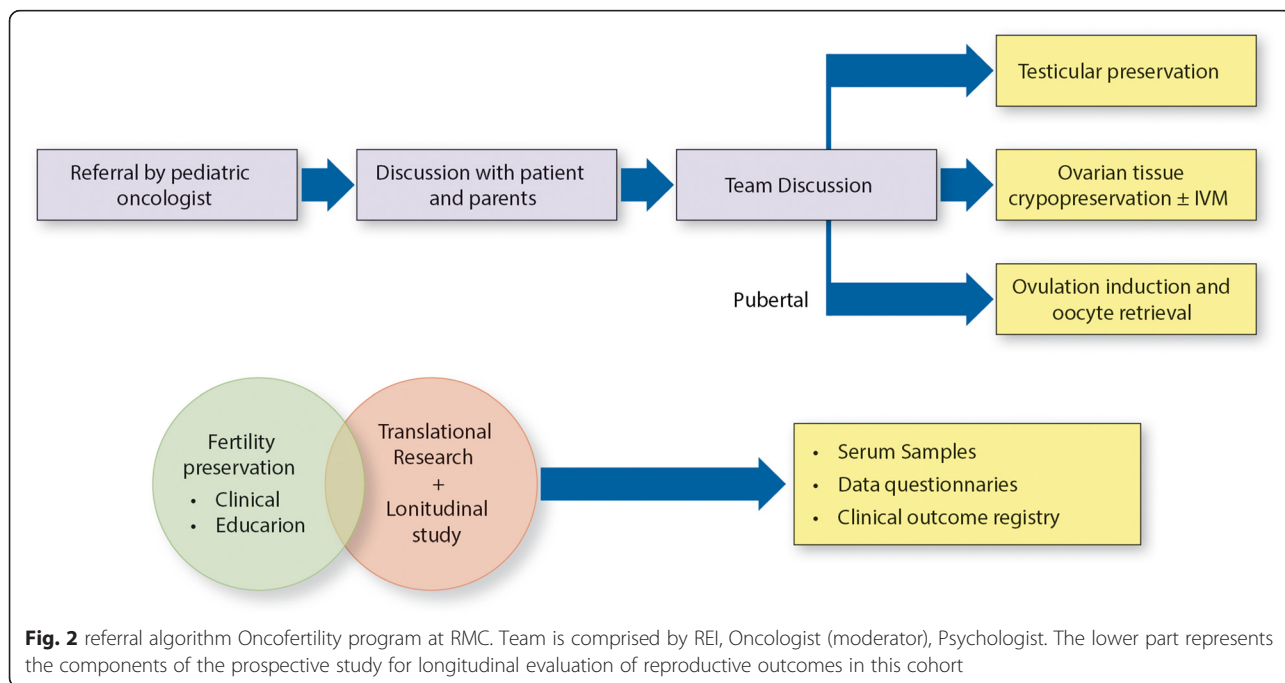 Testicular preservation
Referral by pediatric
oncologist
Discussion with patient
and parents
Team Discussion
Ovarian tissue
crypopreservation ± IVM
Pubertal
Ovulation induction and
oocyte retrieval
Fertility
preservation
• Clinical
• Educarion
Translational
Research
+
Lonitudinal
study
• Serum Samples
• Data questionnaries
• Clinical outcome registry
Fig. 2 referral algorithm Oncofertility program at RMC. Team is comprised by REI, Oncologist (moderator), Psychologist. The lower part represents
the components of the prospective study for longitudinal evaluation of reproductive outcomes in this cohort